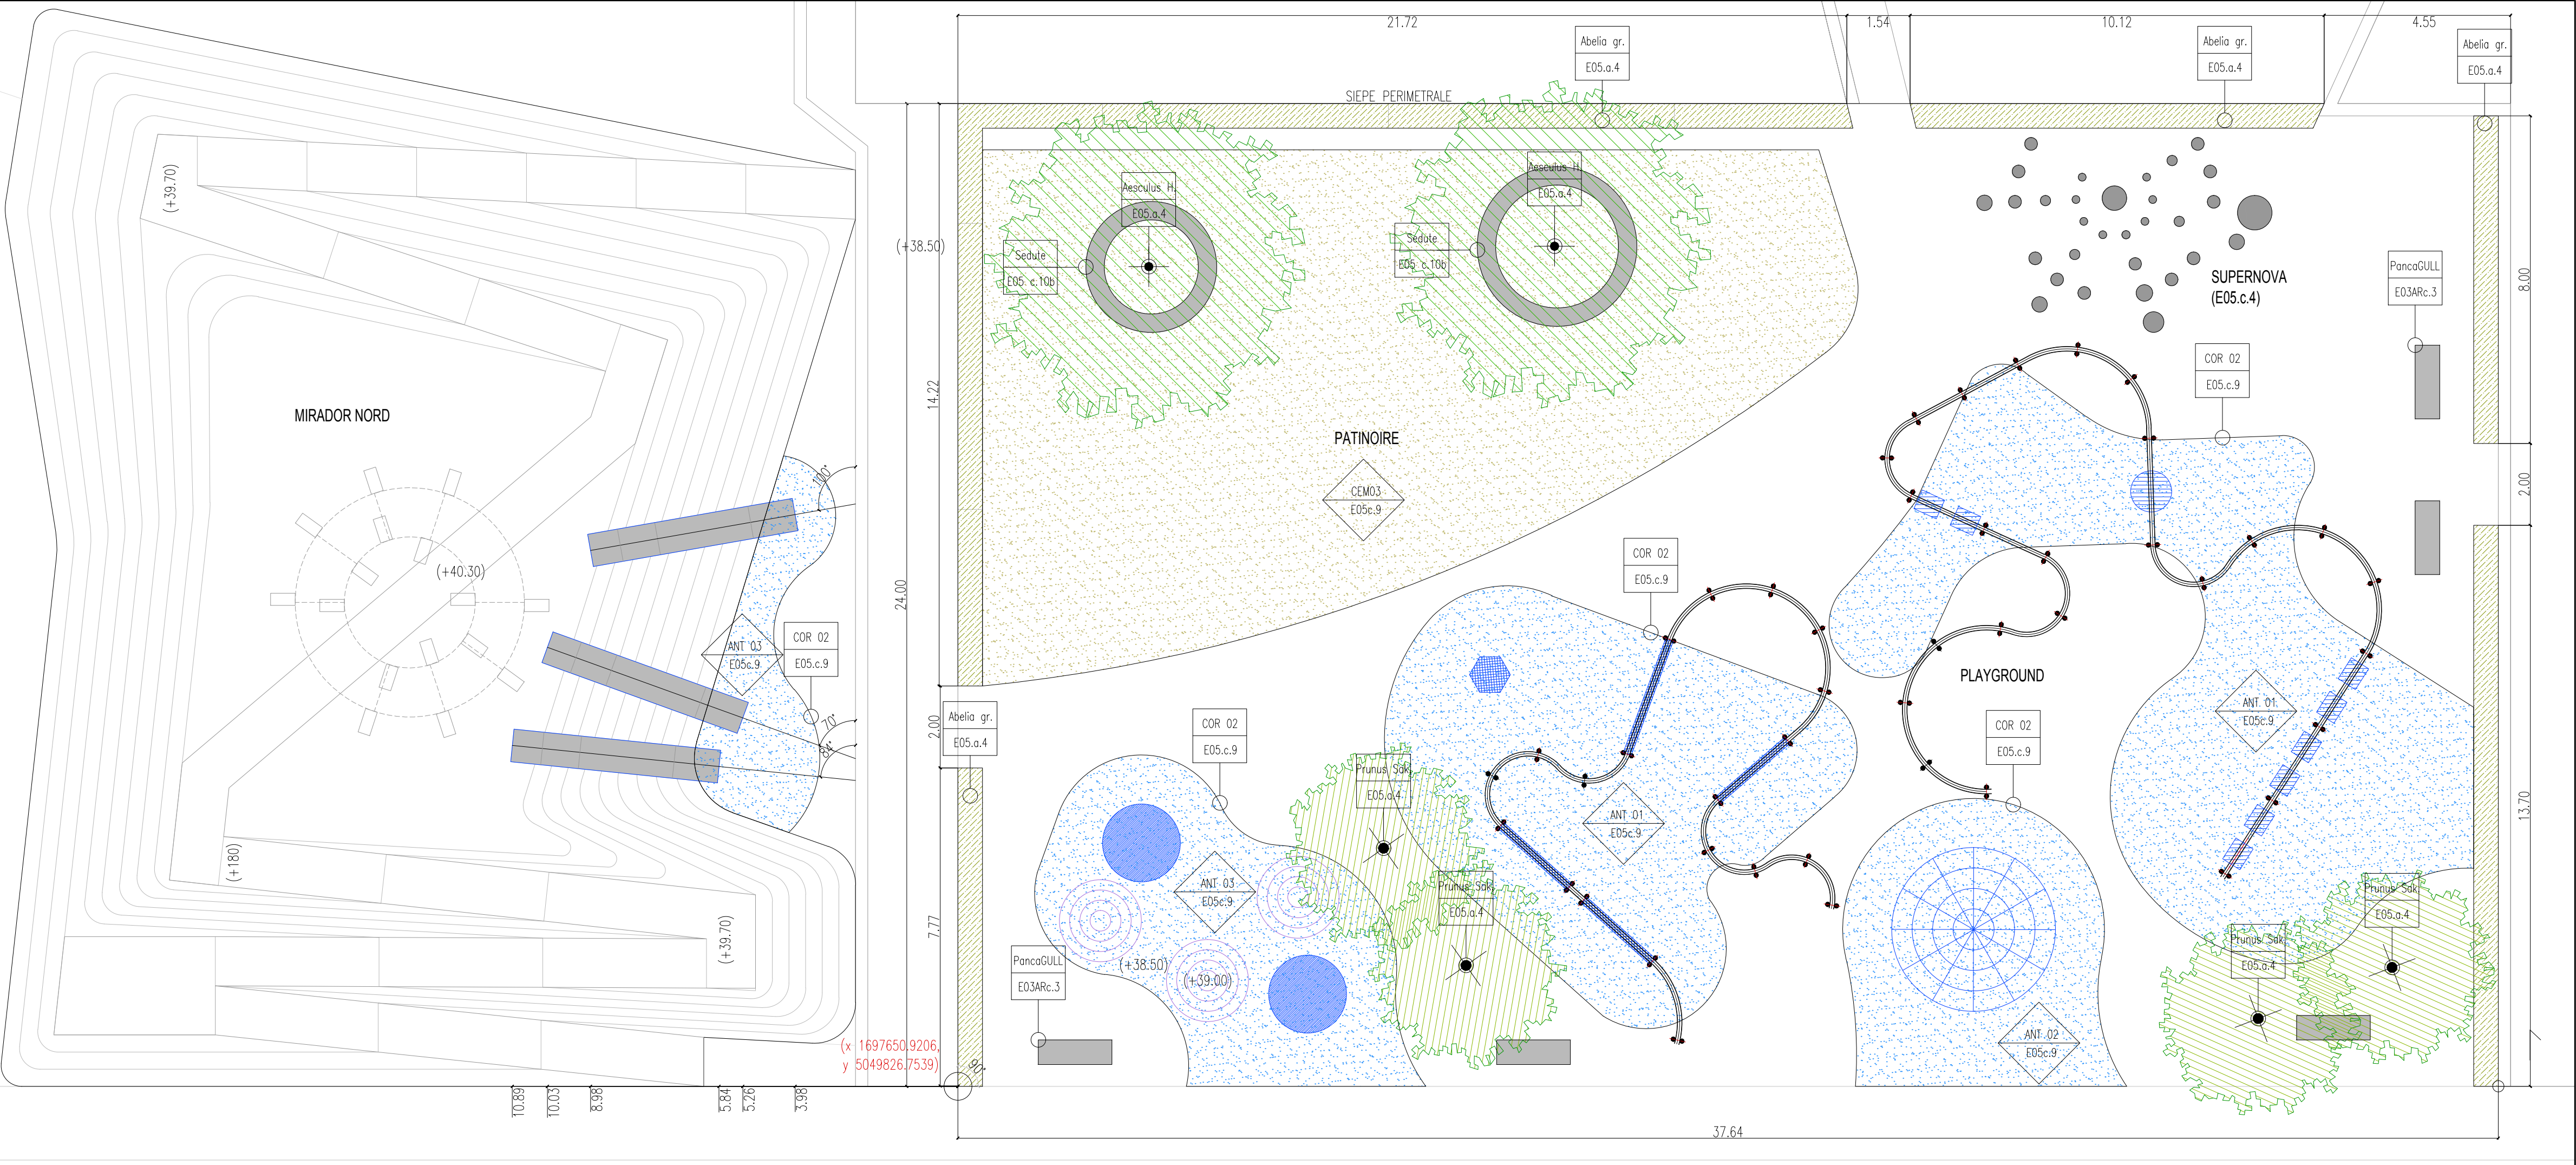 21.72
1.54
10.12
4.55
Abelia gr.
E05.a.4
Abelia gr.
E05.a.4
Abelia gr.
E05.a.4
SIEPE PERIMETRALE
(+39.70)
Aesculus H.
E05.a.4
Aesculus H.
E05.a.4
(+38.50)
Sedute
E05 c.10b
Sedute
E05 c.10b
SUPERNOVA
(E05.c.4)
PancaGULL
E03ARc.3
8.00
COR 02
E05.c.9
14.22
MIRADOR NORD
PATINOIRE
CEM03
E05c.9
100°
2.00
(+40.30)
24.00
COR 02
E05.c.9
ANT 03
E05c.9
COR 02
E05.c.9
PLAYGROUND
ANT 01
E05c.9
70°
84°
2.00
Abelia gr.
E05.a.4
COR 02
E05.c.9
COR 02
E05.c.9
Prunus Sak.
E05.a.4
ANT 01
E05c.9
13.70
(+180)
ANT 03
E05c.9
Prunus Sak.
E05.a.4
Prunus Sak.
E05.a.4
7.77
(+39.70)
Prunus Sak.
E05.a.4
PancaGULL
E03ARc.3
(+38.50)
(+39.00)
(x 1697650.9206,
y 5049826.7539)
90°
ANT 02
E05c.9
10.89
10.03
8.98
5.84
5.26
3.98
37.64